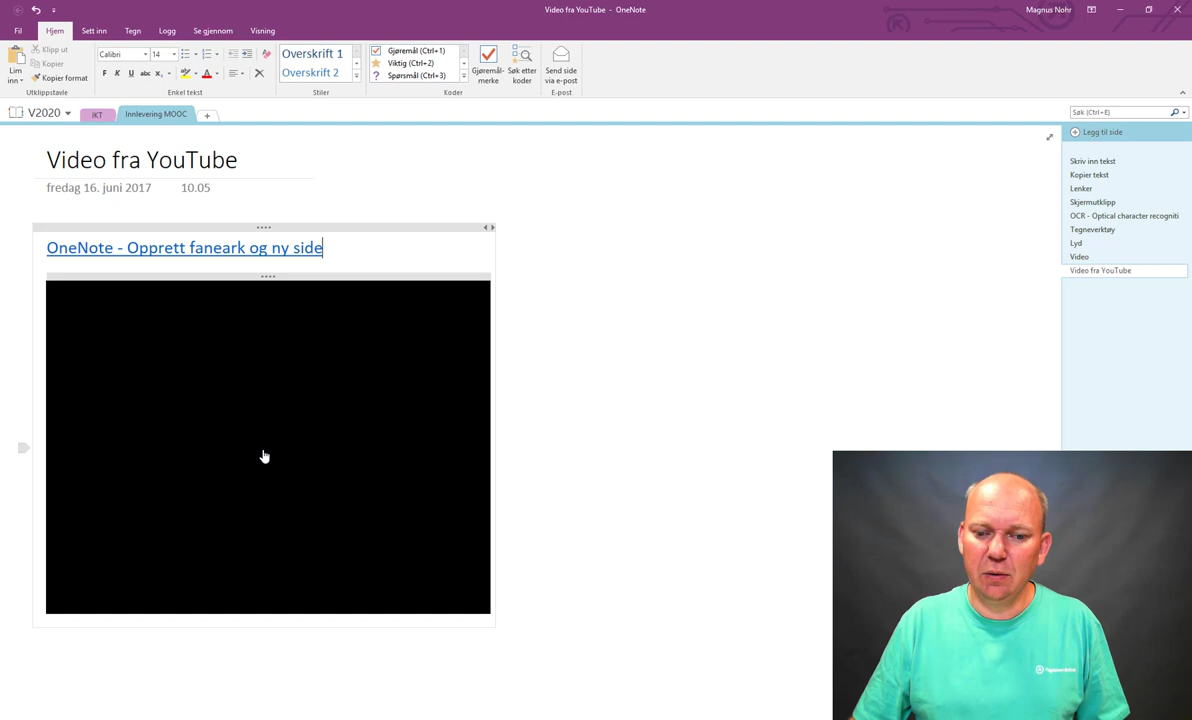 Video fra YouTube - OneNote
Magnus Nohr
Fil Hjem Sett inn Tegn Logg Se gjennom Visning
Lim inn
Klipp ut
Kopier
Kopier format
Utklippstavle
Calibri 14
F K U abc x
A
Enkel tekst
Overskrift 1
Overskrift 2
Stiler
Gjøremål (Ctrl+1)
Viktig (Ctrl+2)
? Spørsmål (Ctrl+3)
Gjøremål-
merke
Søk etter
koder
Koder
Send side
via e-post
E-post
V2020 IKT Innlevering MOOC +
Søk (Ctrl+E)
Legg til side
Video fra YouTube
fredag 16. juni 2017 10.05
OneNote - Opprett faneark og ny side
Skriv inn tekst
Kopier tekst
Lenker
Skjermutklipp
OCR - Optical character recogniti
Tegneverktøy
Lyd
Video
Video fra YouTube